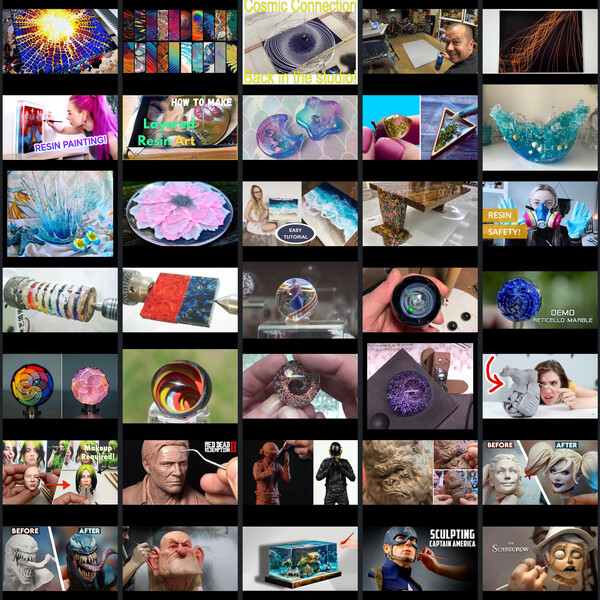 Cosmic Connection
Back in the studio!
RESIN PAINTING!
HOW TO MAKE
Layered
Resin Art
EASY
TUTORIAL
RESIN
SAFETY!
DEMO
RETICELLO MARBLE
Makeup
Required!
RED DEAD
REDEMPTION II
BEFORE
AFTER
BEFORE
AFTER
SCULPTING
CAPTAIN AMERICA
THE
SCARECROW